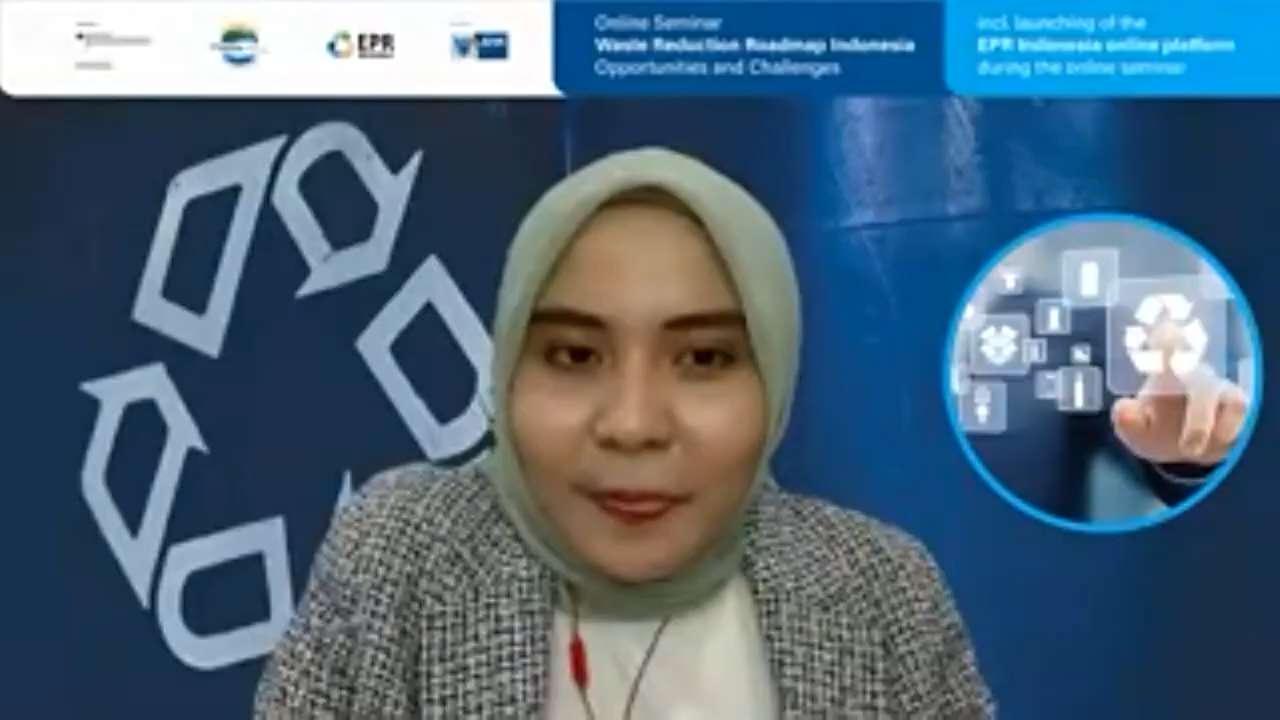 EPR
Online Seminar
Waste Reduction Roadmap Indonesia
Opportunities and Challenges
incl. launching of the
EPR Indonesia online platform
during the online seminar